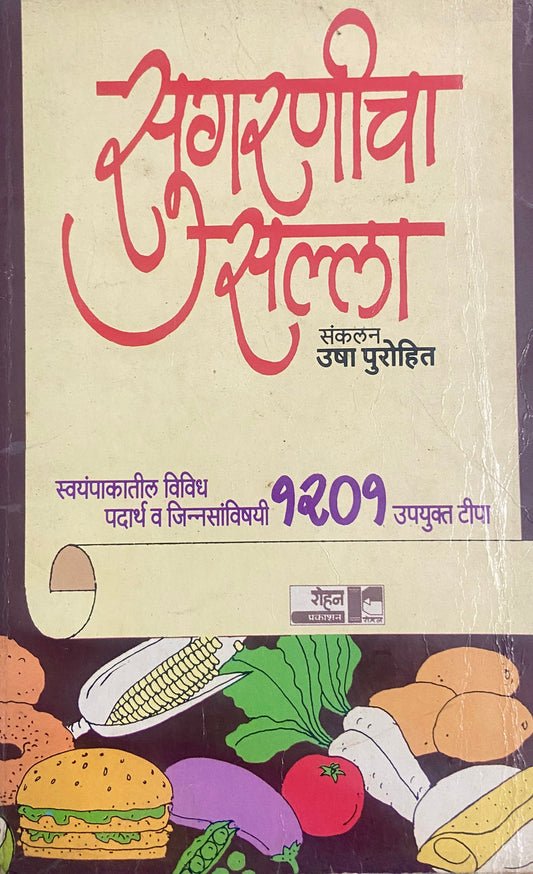 सुगरणीचा
सल्ला
संकलन
उषा पुरोहित
स्वयंपाकातील विविध
पदार्थ व जिन्नसांविषयी १२०१ उपयुक्त टीपा
रोहन
प्रकाशन